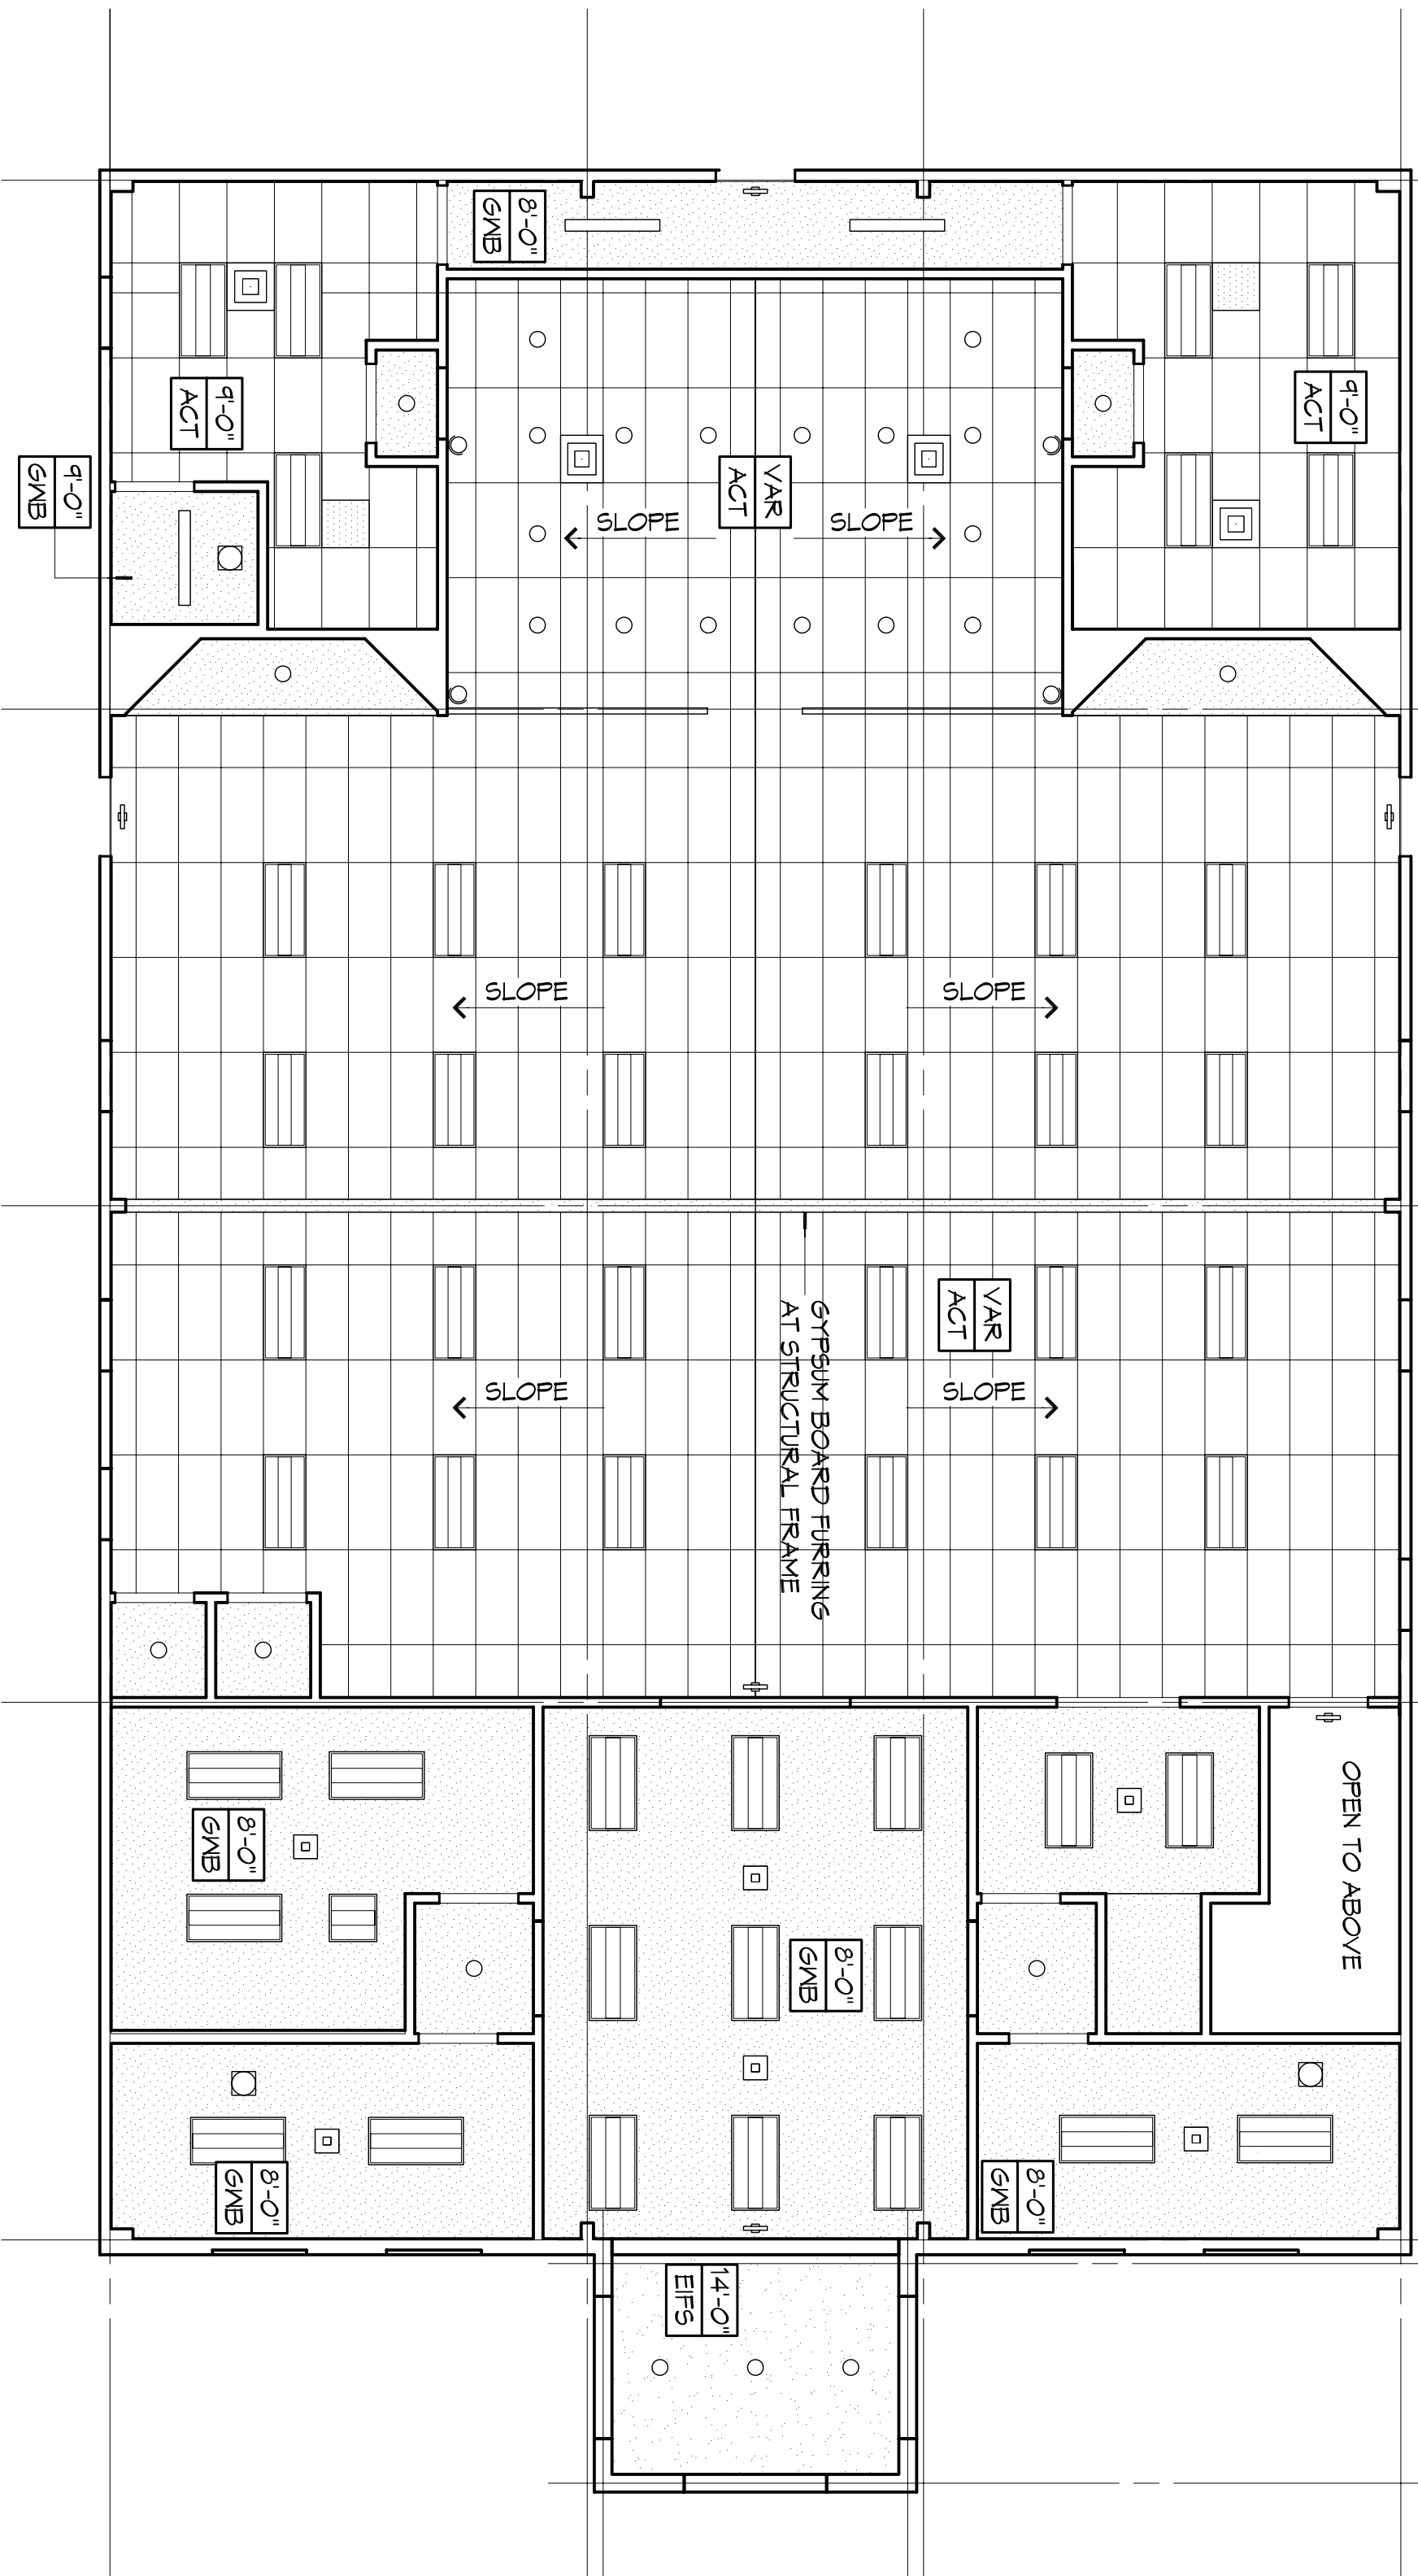 8'-0"
GWB
9'-0"
ACT
9'-0"
ACT
9'-0"
GWB
VAR
ACT
SLOPE
SLOPE
SLOPE
SLOPE
VAR
ACT
GYPSUM BOARD FURRING
AT STRUCTURAL FRAME
SLOPE
SLOPE
OPEN TO ABOVE
8'-0"
GWB
8'-0"
GWB
8'-0"
GWB
8'-0"
GWB
14'-0"
EIFS